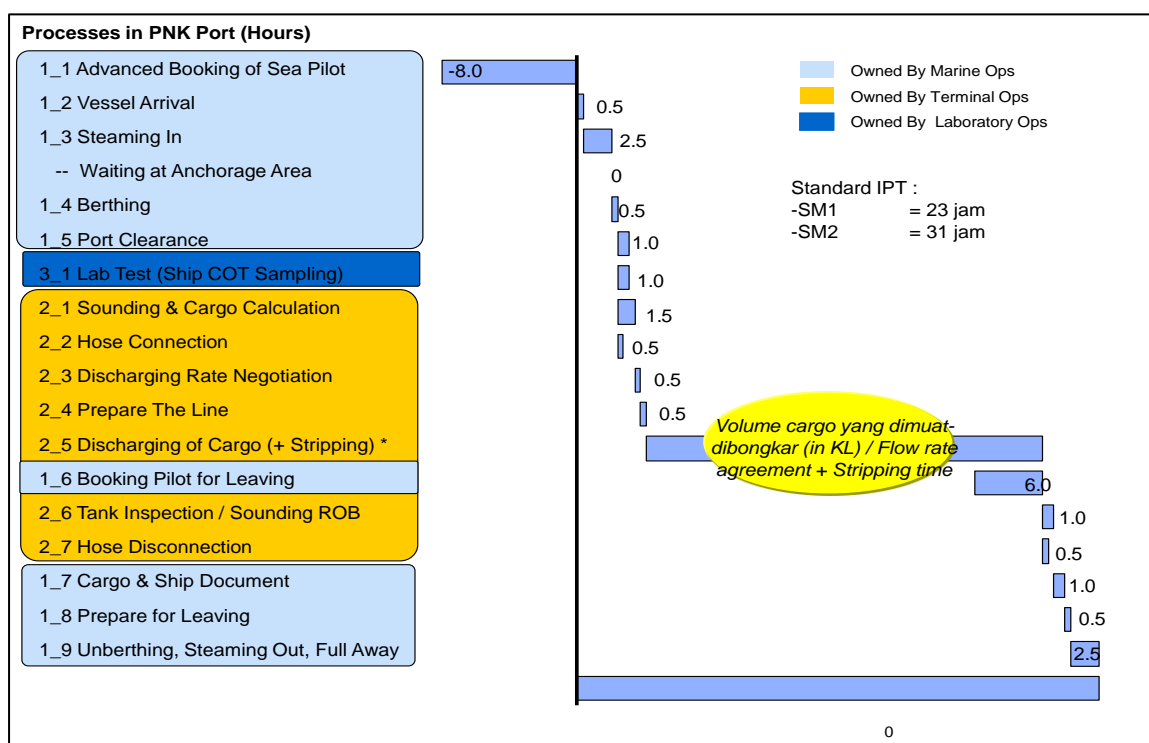 Processes in PNK Port (Hours)
1_1 Advanced Booking of Sea Pilot
-8.0
Owned By Marine Ops
1_2 Vessel Arrival
0.5
Owned By Terminal Ops
1_3 Steaming In
2.5
Owned By Laboratory Ops
-- Waiting at Anchorage Area
0
Standard IPT :
-SM1 = 23 jam
-SM2 = 31 jam
1_4 Berthing
0.5
1_5 Port Clearance
1.0
3_1 Lab Test (Ship COT Sampling)
1.0
2_1 Sounding & Cargo Calculation
1.5
2_2 Hose Connection
0.5
2_3 Discharging Rate Negotiation
0.5
2_4 Prepare The Line
0.5
2_5 Discharging of Cargo (+ Stripping) *
Volume cargo yang dimuat-
dibongkar (in KL) / Flow rate
agreement + Stripping time
1_6 Booking Pilot for Leaving
6.0
2_6 Tank Inspection / Sounding ROB
1.0
2_7 Hose Disconnection
0.5
1_7 Cargo & Ship Document
1.0
1_8 Prepare for Leaving
0.5
1_9 Unberthing, Steaming Out, Full Away
2.5
0